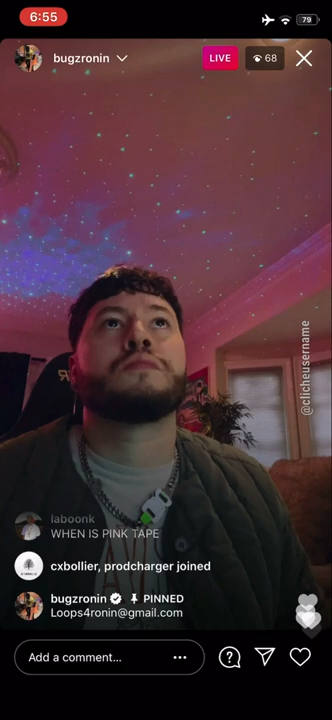 6:55
79
bugzronin
LIVE
68
@clicheusername
laboonk
WHEN IS PINK TAPE
cxbollier, prodcharger joined
bugzronin PINNED
Loops4ronin@gmail.com
Add a comment...